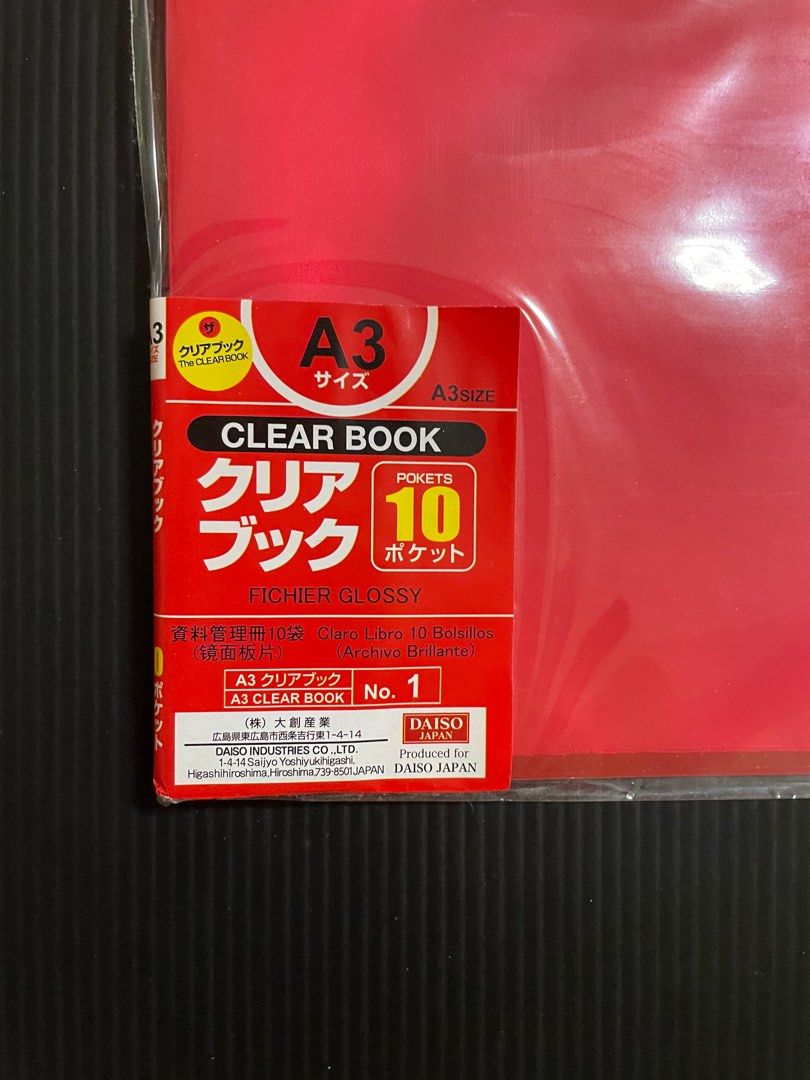 ザ
クリアブック
The CLEAR BOOK
A3
サイズ
A3SIZE
CLEAR BOOK
クリア
ブック
POKETS
10
ポケット
FICHIER GLOSSY
資料管理冊10袋
(镜面板片)
Claro Libro 10 Bolsillos
(Archivo Brillante)
A3 クリアブック
A3 CLEAR BOOK
No. 1
(株) 大創産業
広島県東広島市西条吉行東1-4-14
DAISO INDUSTRIES CO.,LTD.
1-4-14 Saijyo Yoshiyukihigashi,
Higashihiroshima,Hiroshima,739-8501JAPAN
DAISO
JAPAN
Produced for
DAISO JAPAN
A3
クリアブック
ポケット